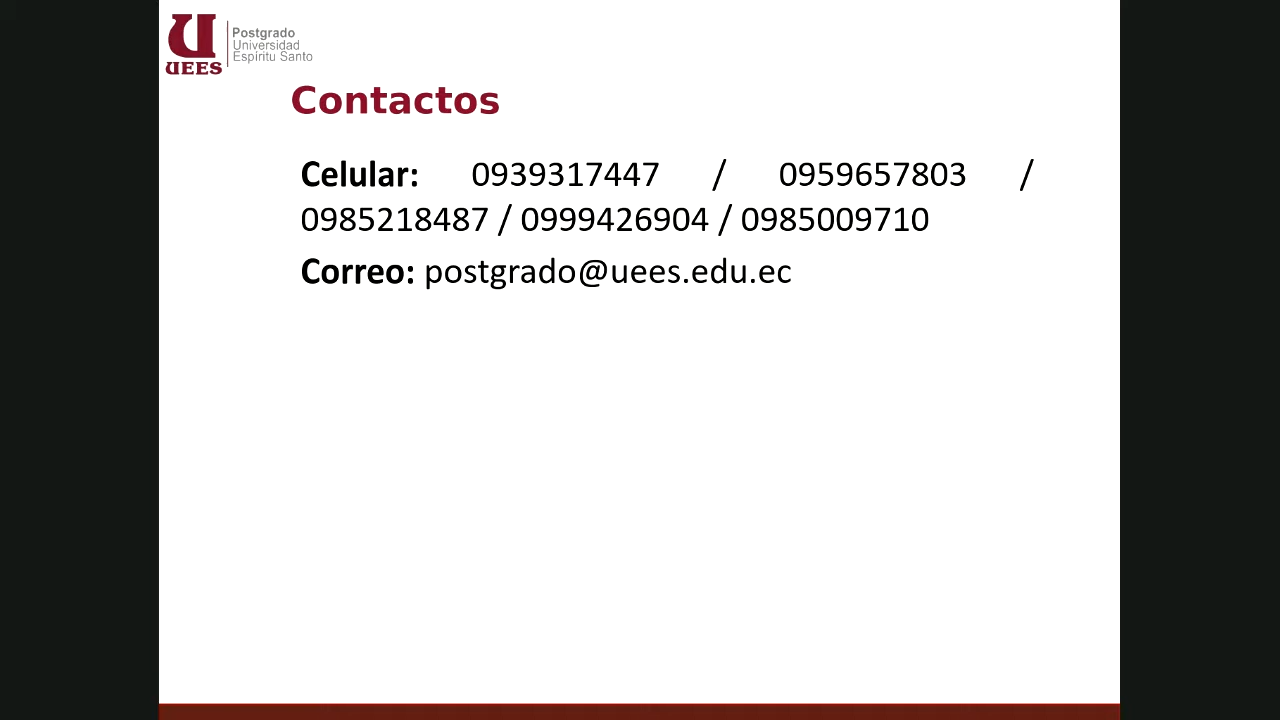 Postgrado
Universidad
Espíritu Santo
UEES
Contactos
Celular: 0939317447 / 0959657803 /
0985218487 / 0999426904 / 0985009710
Correo: postgrado@uees.edu.ec